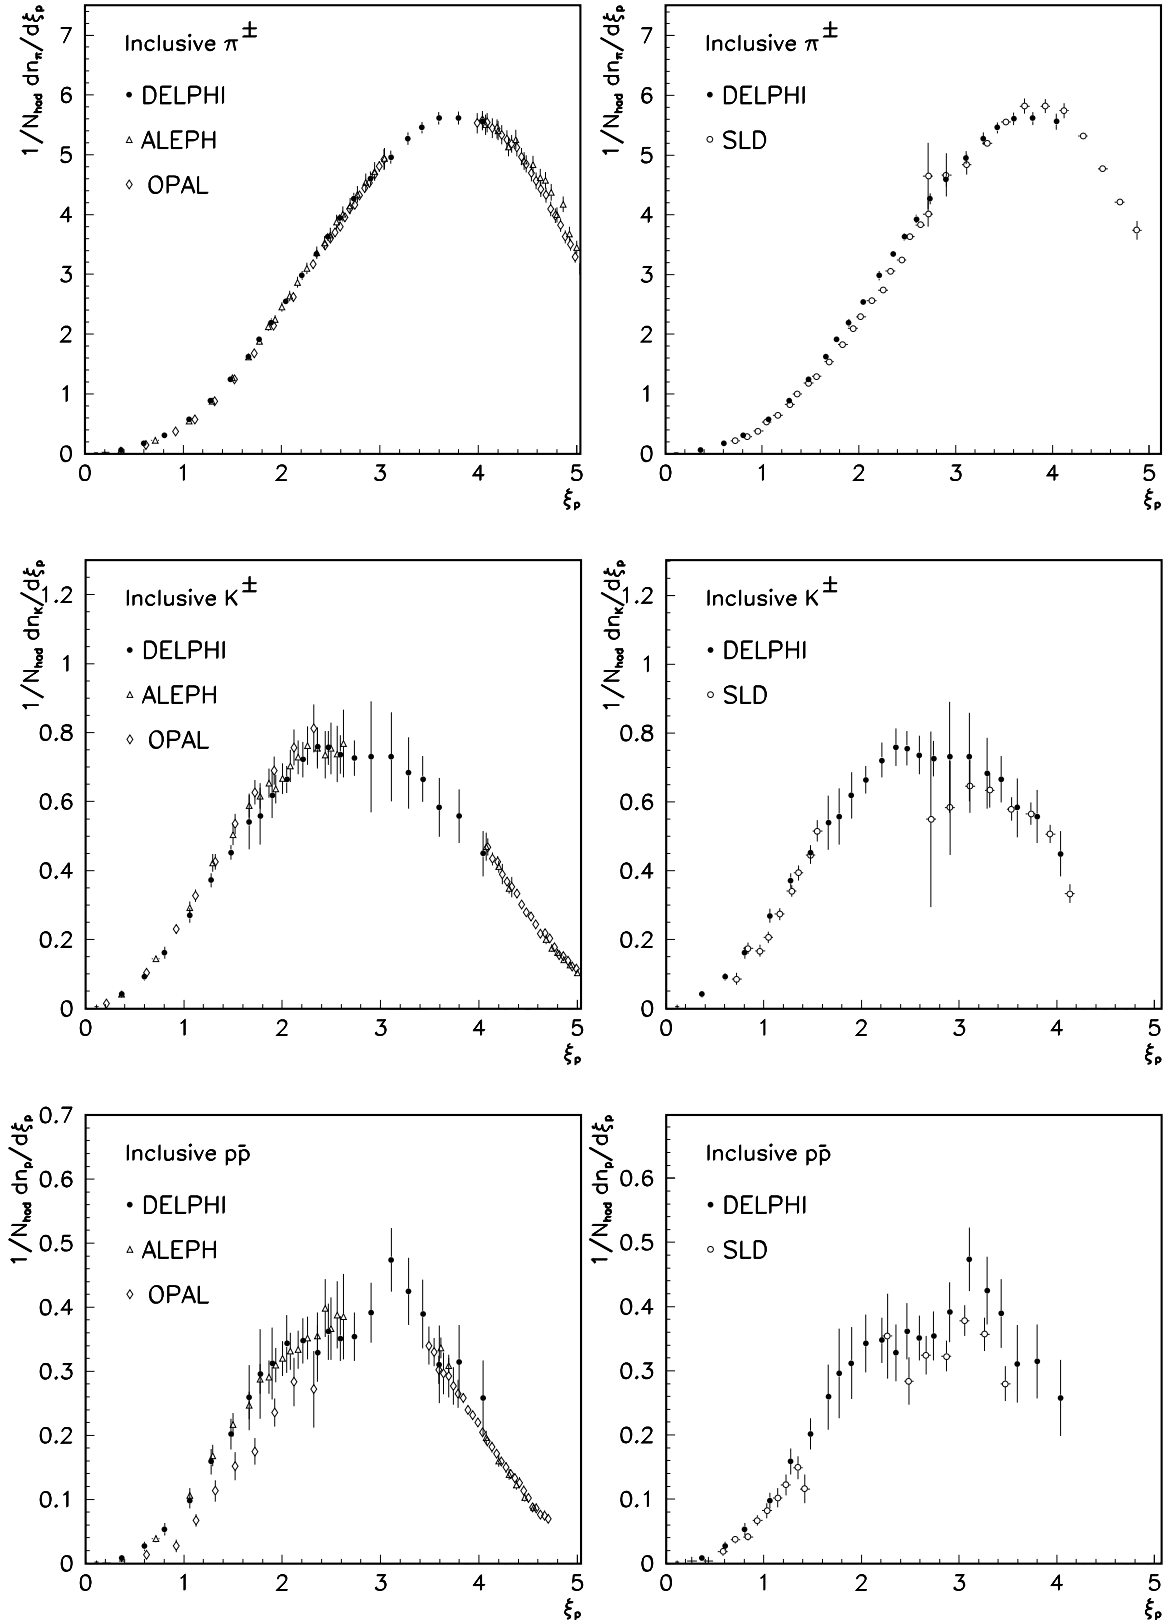 1/N_had dn_π/dξ_p
Inclusive π±
DELPHI
ALEPH
OPAL
7
6
5
4
3
2
1
0
0 1 2 3 4 5
ξ_p
1/N_had dn_π/dξ_p
Inclusive π±
DELPHI
SLD
7
6
5
4
3
2
1
0
0 1 2 3 4 5
ξ_p
1/N_had dn_K/dξ_p
Inclusive K±
DELPHI
ALEPH
OPAL
1.2
1
0.8
0.6
0.4
0.2
0
0 1 2 3 4 5
ξ_p
1/N_had dn_K/dξ_p
Inclusive K±
DELPHI
SLD
1.2
1
0.8
0.6
0.4
0.2
0
0 1 2 3 4 5
ξ_p
1/N_had dn_p/dξ_p
Inclusive pp̄
DELPHI
ALEPH
OPAL
0.7
0.6
0.5
0.4
0.3
0.2
0.1
0
0 1 2 3 4 5
ξ_p
1/N_had dn_p/dξ_p
Inclusive pp̄
DELPHI
SLD
0.6
0.5
0.4
0.3
0.2
0.1
0
0 1 2 3 4 5
ξ_p